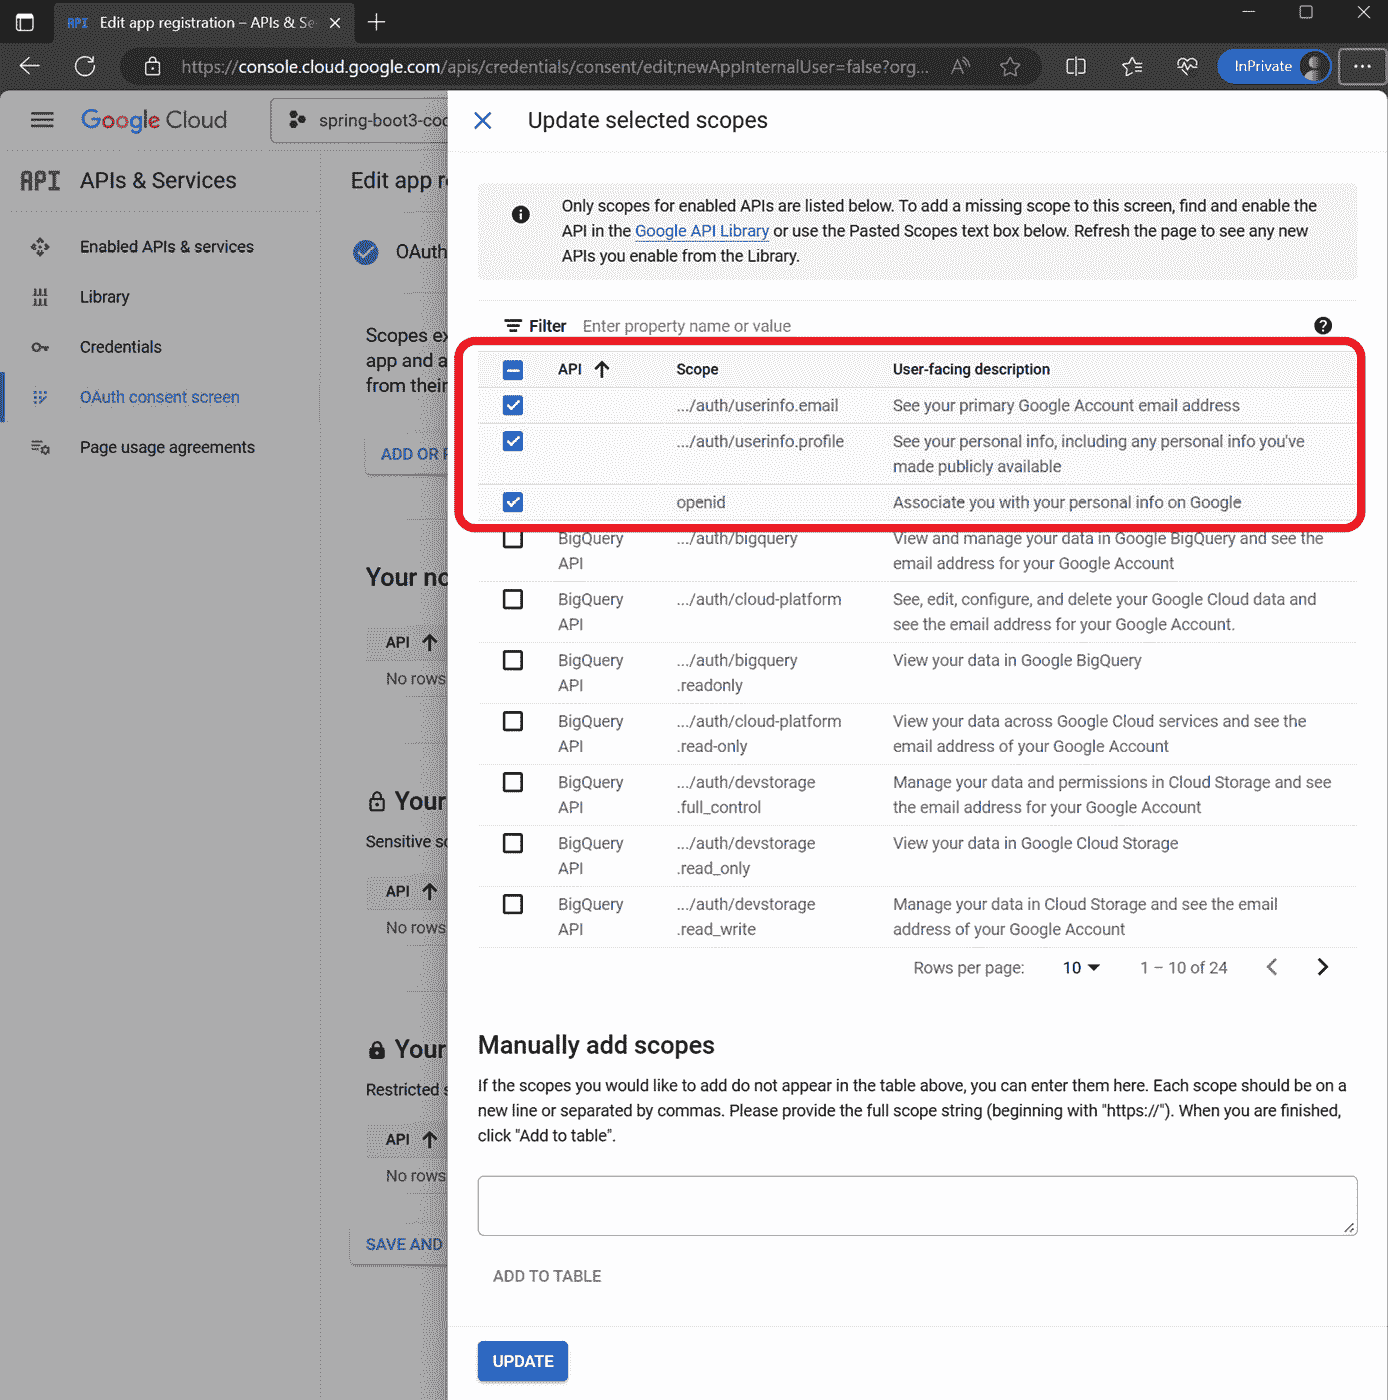 API Edit app registration – APIs & Se
https://console.cloud.google.com/apis/credentials/consent/edit;newAppInternalUser=false?org...
InPrivate
Google Cloud
spring-boot3-coo
API APIs & Services
Enabled APIs & services
Library
Credentials
OAuth consent screen
Page usage agreements
Edit app r
OAuth
Scopes ex
app and a
from their
ADD OR R
Your no
API
No rows
Your
Sensitive sc
API
No rows
Your
Restricted s
API
No rows
SAVE AND
Update selected scopes
Only scopes for enabled APIs are listed below. To add a missing scope to this screen, find and enable the
API in the Google API Library or use the Pasted Scopes text box below. Refresh the page to see any new
APIs you enable from the Library.
Filter Enter property name or value
API Scope User-facing description
.../auth/userinfo.email See your primary Google Account email address
.../auth/userinfo.profile See your personal info, including any personal info you've
made publicly available
openid Associate you with your personal info on Google
BigQuery .../auth/bigquery View and manage your data in Google BigQuery and see the
API email address for your Google Account
BigQuery .../auth/cloud-platform See, edit, configure, and delete your Google Cloud data and
API see the email address for your Google Account.
BigQuery .../auth/bigquery View your data in Google BigQuery
API .readonly
BigQuery .../auth/cloud-platform View your data across Google Cloud services and see the
API .read-only email address of your Google Account
BigQuery .../auth/devstorage Manage your data and permissions in Cloud Storage and see
API .full_control the email address for your Google Account
BigQuery .../auth/devstorage View your data in Google Cloud Storage
API .read_only
BigQuery .../auth/devstorage Manage your data in Cloud Storage and see the email
API .read_write address of your Google Account
Rows per page: 10 1 – 10 of 24
Manually add scopes
If the scopes you would like to add do not appear in the table above, you can enter them here. Each scope should be on a
new line or separated by commas. Please provide the full scope string (beginning with "https://"). When you are finished,
click "Add to table".
ADD TO TABLE
UPDATE